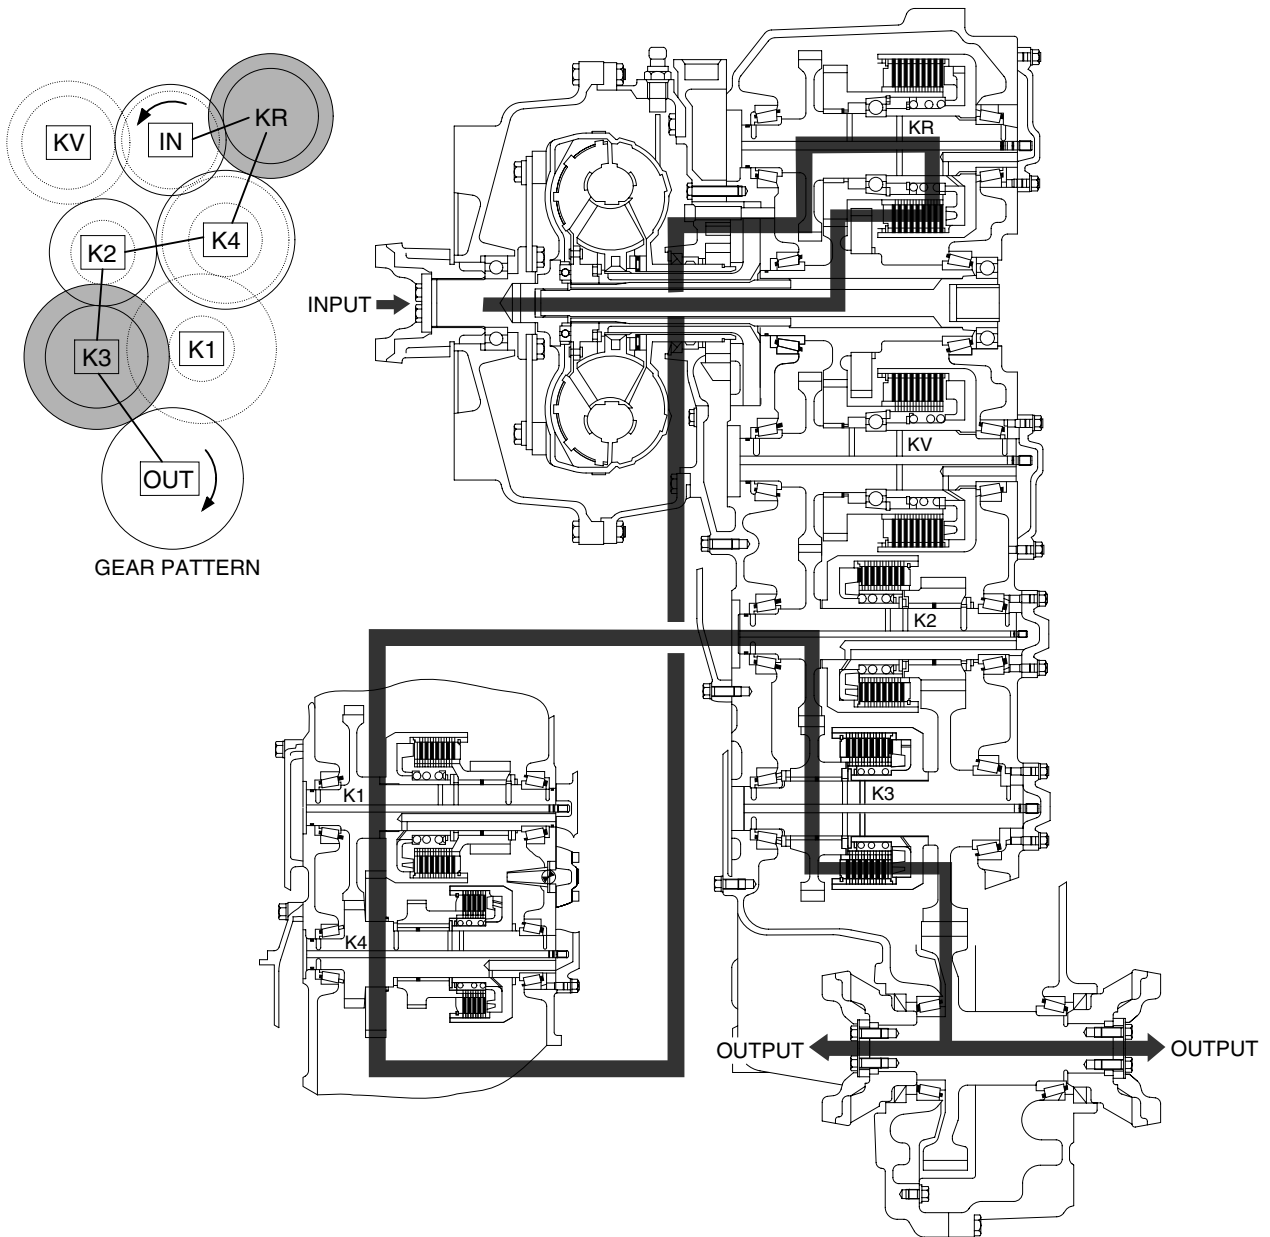 KV
IN
KR
K2
K4
K3
K1
OUT
GEAR PATTERN
INPUT
KR
KV
K2
K1
K3
K4
OUTPUT
OUTPUT